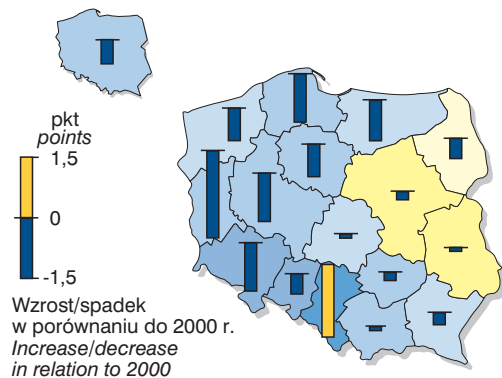 pkt
points
1,5
0
-1,5
Wzrost/spadek
w porównaniu do 2000 r.
Increase/decrease
in relation to 2000